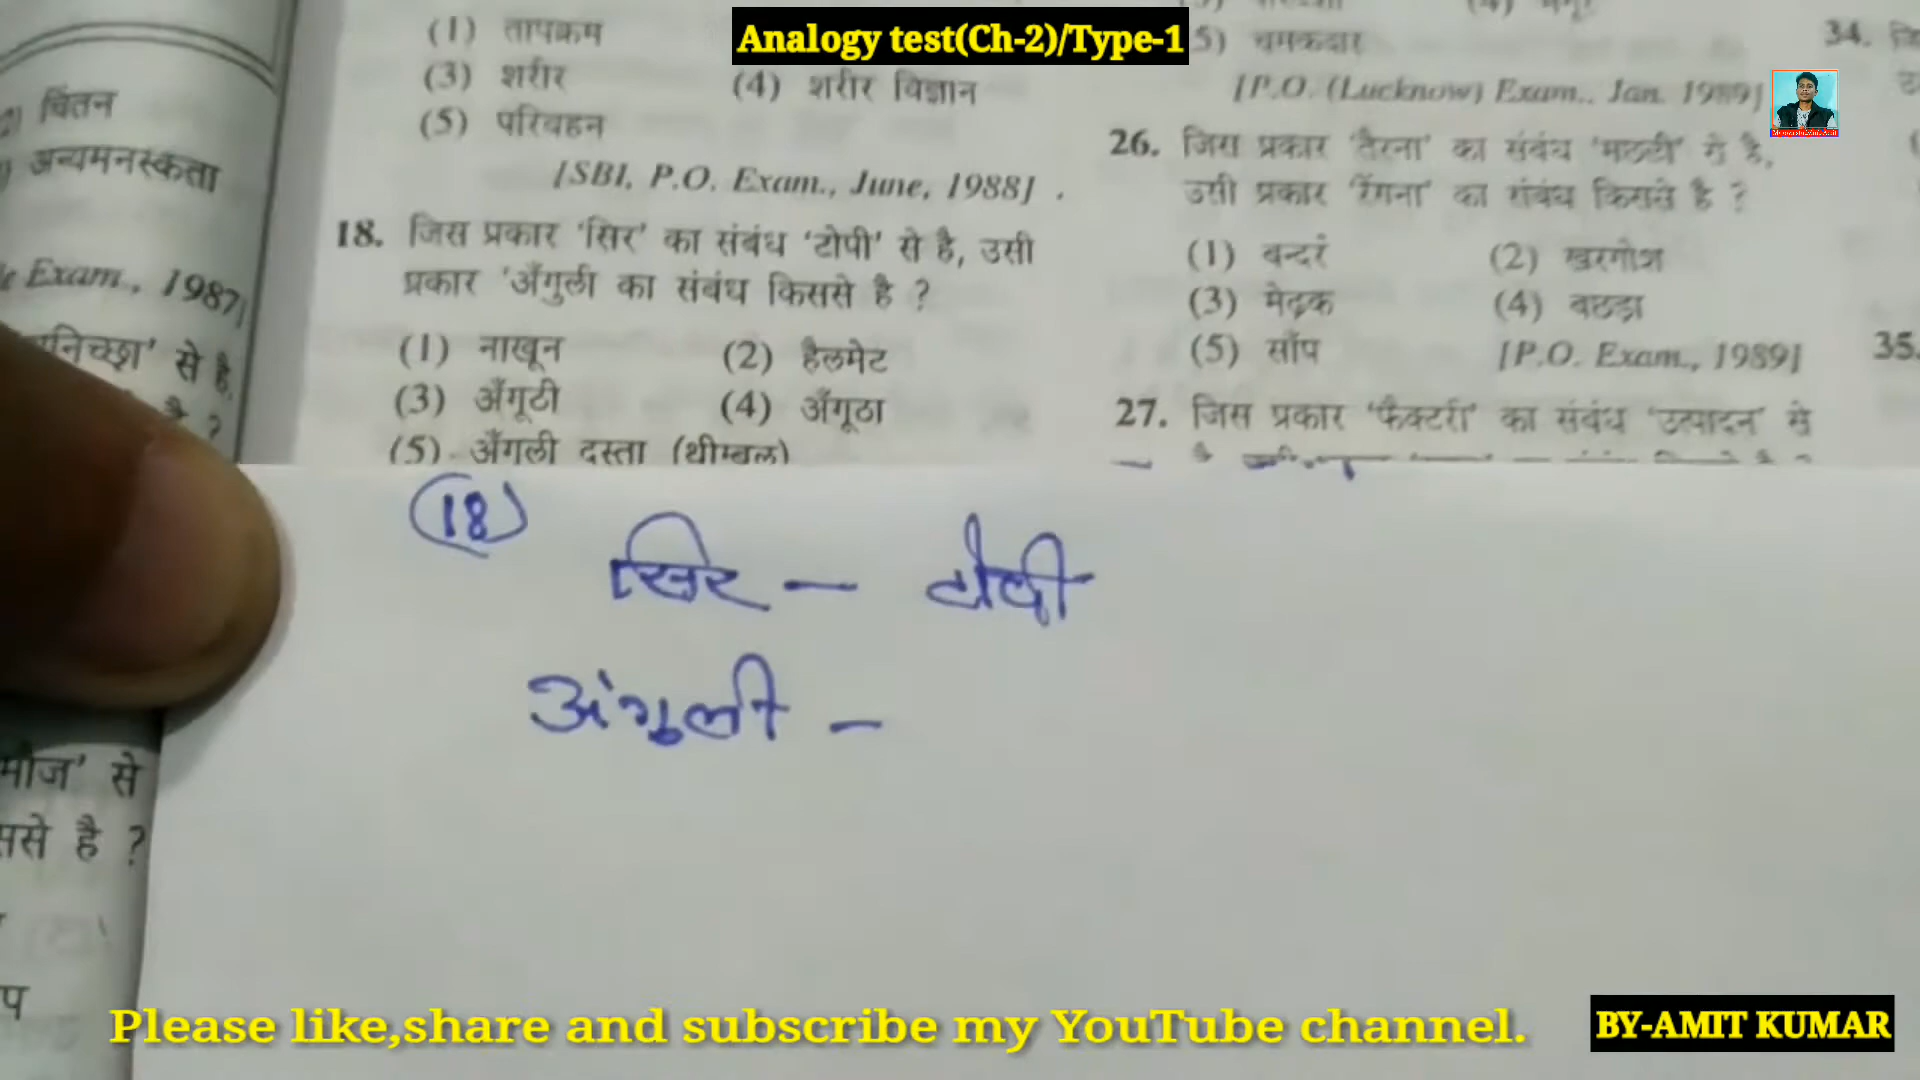 Analogy test(Ch-2)/Type-1
चिंतन
अन्यमनस्कता
Exam., 1987]
से है,
है ?
मौज' से
ससे है ?
प
(1) तापक्रम
(3) शरीर (4) शरीर विज्ञान
(5) परिवहन
[SBI, P.O. Exam., June, 1988]
18. जिस प्रकार 'सिर' का संबंध 'टोपी' से है, उसी
प्रकार 'अँगुली का संबंध किससे है ?
(1) नाखून (2) हैलमेट
(3) अँगूठी (4) अँगूठा
(5) अँगुली दस्ता (थीम्बल)
5) चमकदार
[P.O. (Lucknow) Exam., Jan. 1989]
26. जिस प्रकार 'तैरना' का संबंध 'मछली' से है,
उसी प्रकार 'रेंगना' का संबंध किससे है ?
(1) बन्दर (2) खरगोश
(3) मेढ़क (4) बछड़ा
(5) साँप [P.O. Exam., 1989]
27. जिस प्रकार 'फैक्टरी' का संबंध 'उत्पादन' से
34.
35.
18
सिर - टोपी
अंगुली -
Please like,share and subscribe my YouTube channel.
BY-AMIT KUMAR